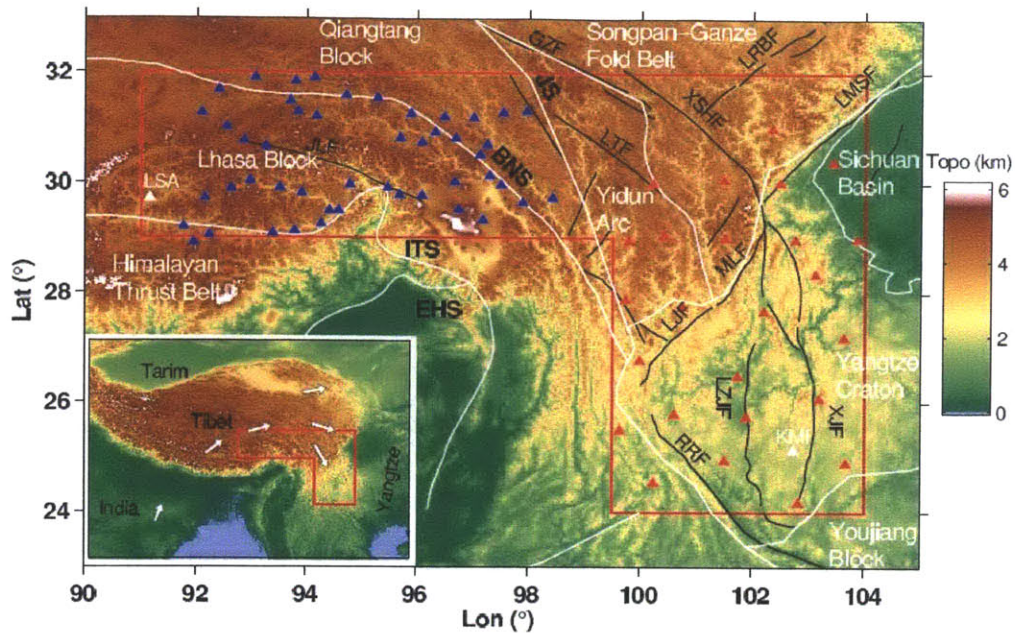 Qiangtang
Block
Songpan-Ganze
Fold Belt
GZF
LRBF
JS
XSHF
LMSF
LTF
BNS
JLF
Lhasa Block
LSA
Yidun
Arc
Sichuan
Basin
Topo (km)
6
4
2
0
ITS
MLF
Himalayan
Thrust Belt
EHS
LJF
Yangtze
Craton
LZJF
XJF
KMI
RRF
Youjiang
Block
Tarim
Tibet
India
Yangtze
32
30
28
26
24
Lat (°)
90
92
94
96
98
100
102
104
Lon (°)